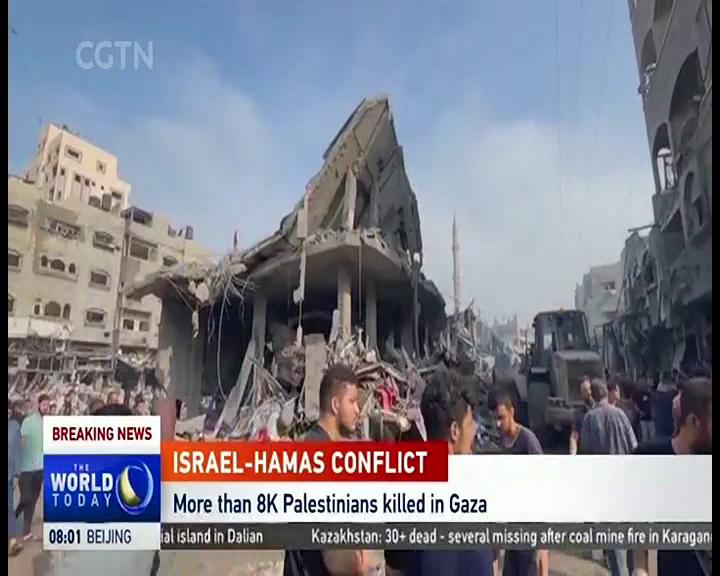 CGTN
BREAKING NEWS
ISRAEL-HAMAS CONFLICT
THE WORLD TODAY
More than 8K Palestinians killed in Gaza
08:01 BEIJING
ial island in Dalian Kazakhstan: 30+ dead - several missing after coal mine fire in Karagan